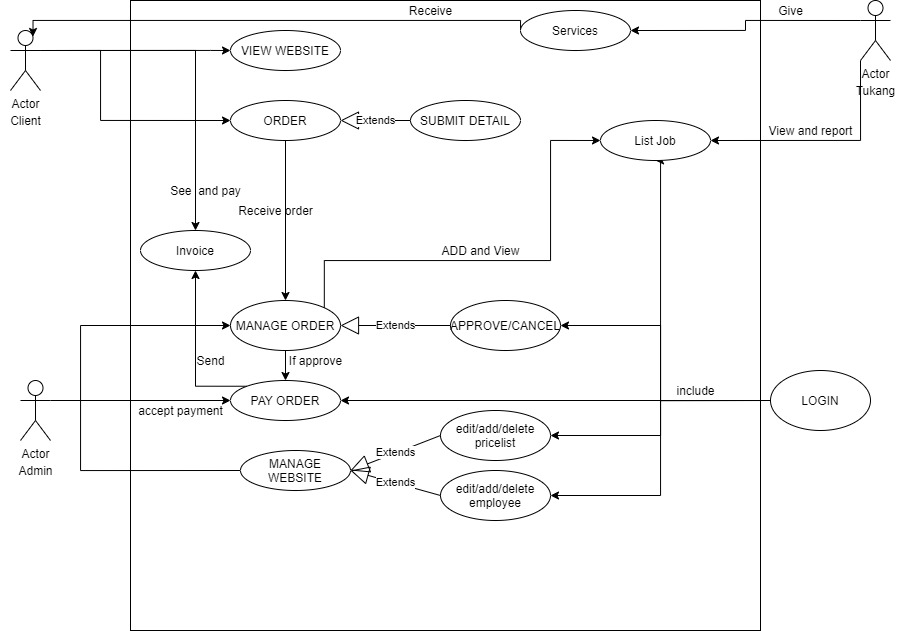 Receive
Give
Services
VIEW WEBSITE
Actor
Client
Actor
Tukang
ORDER
Extends
SUBMIT DETAIL
List Job
View and report
See and pay
Receive order
Invoice
ADD and View
MANAGE ORDER
Extends
APPROVE/CANCEL
Send
If approve
include
PAY ORDER
LOGIN
accept payment
Actor
Admin
edit/add/delete
pricelist
Extends
MANAGE
WEBSITE
Extends
edit/add/delete
employee